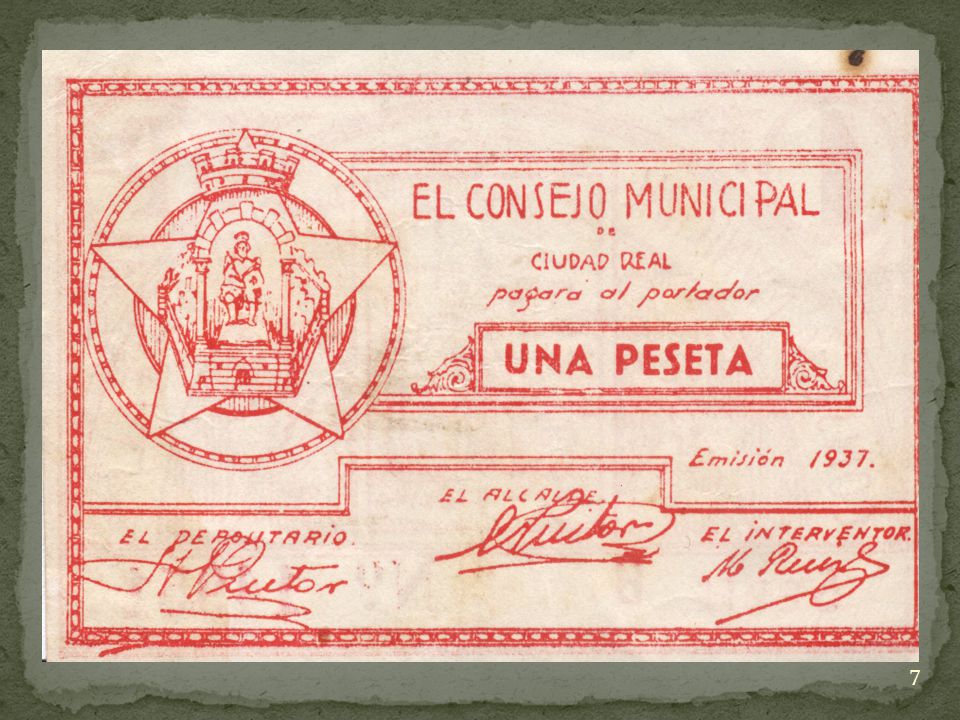 EL CONSEJO MUNICIPAL
DE
CIUDAD REAL
pagara al portador
UNA PESETA
Emisión 1937.
EL ALCALDE.
EL DEPOSITARIO.
EL INTERVENTOR.
7